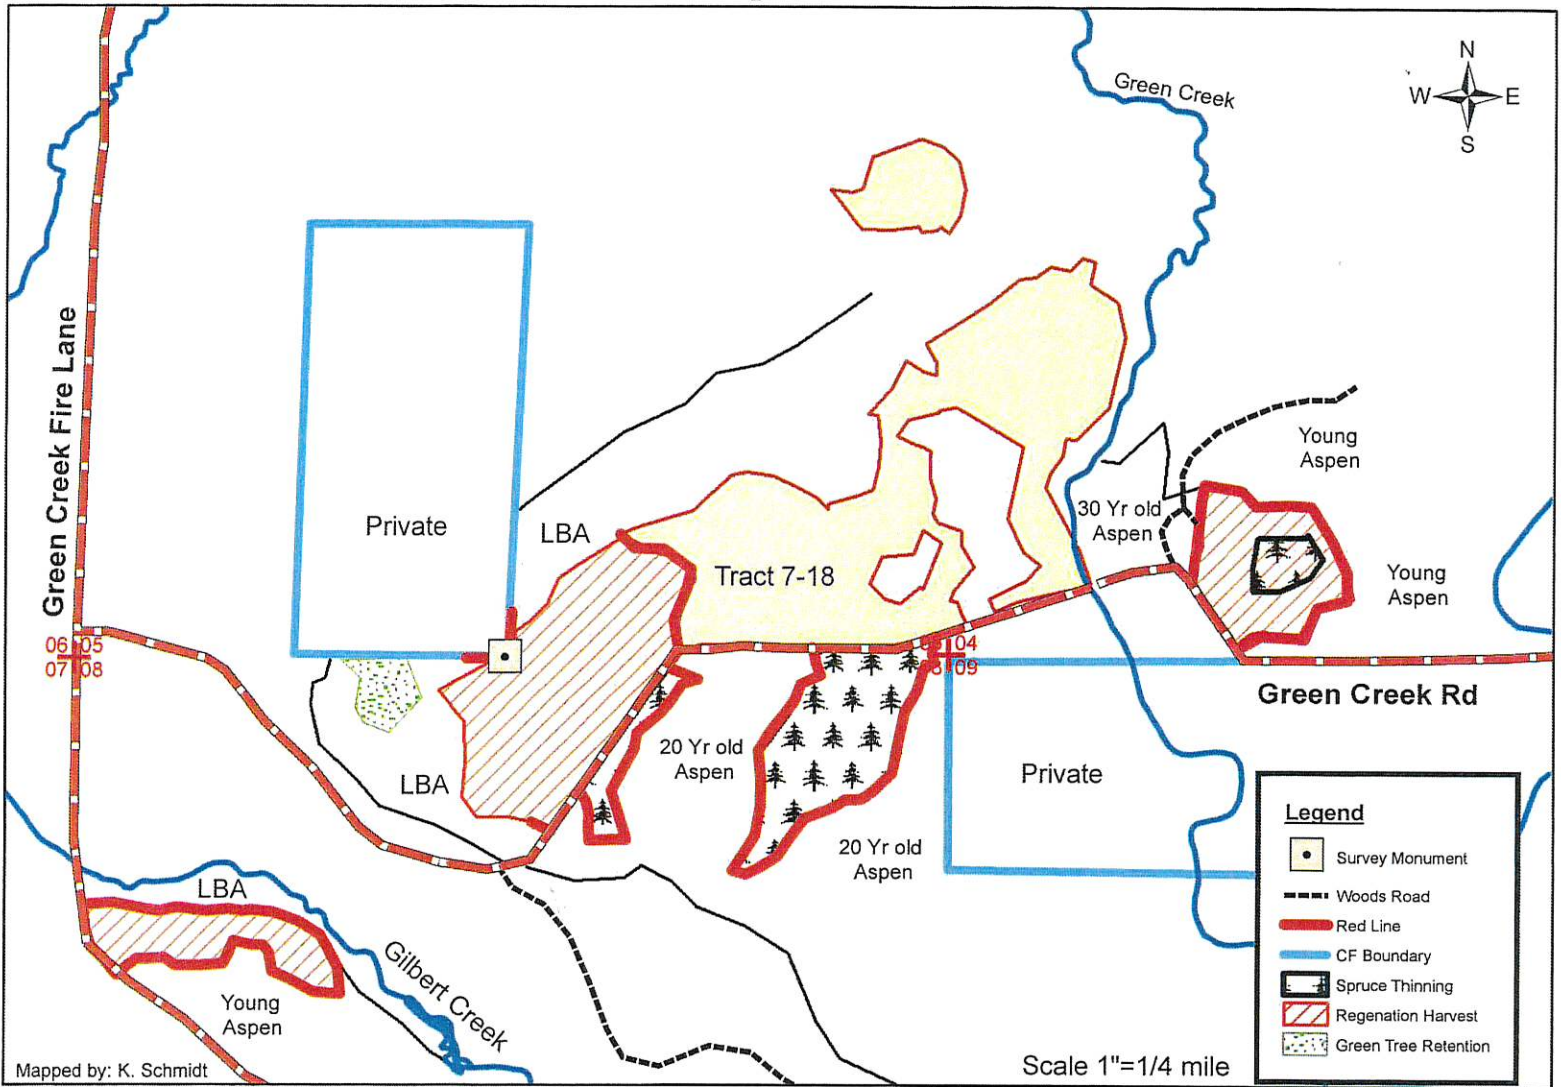 N
W E
S
Green Creek
Green Creek Fire Lane
Private
LBA
Tract 7-18
Young
Aspen
30 Yr old
Aspen
Young
Aspen
06 05
07 08
04
09
Green Creek Rd
20 Yr old
Aspen
LBA
Private
20 Yr old
Aspen
LBA
Gilbert Creek
Young
Aspen
Legend
Survey Monument
Woods Road
Red Line
CF Boundary
Spruce Thinning
Regenation Harvest
Green Tree Retention
Mapped by: K. Schmidt
Scale 1"=1/4 mile